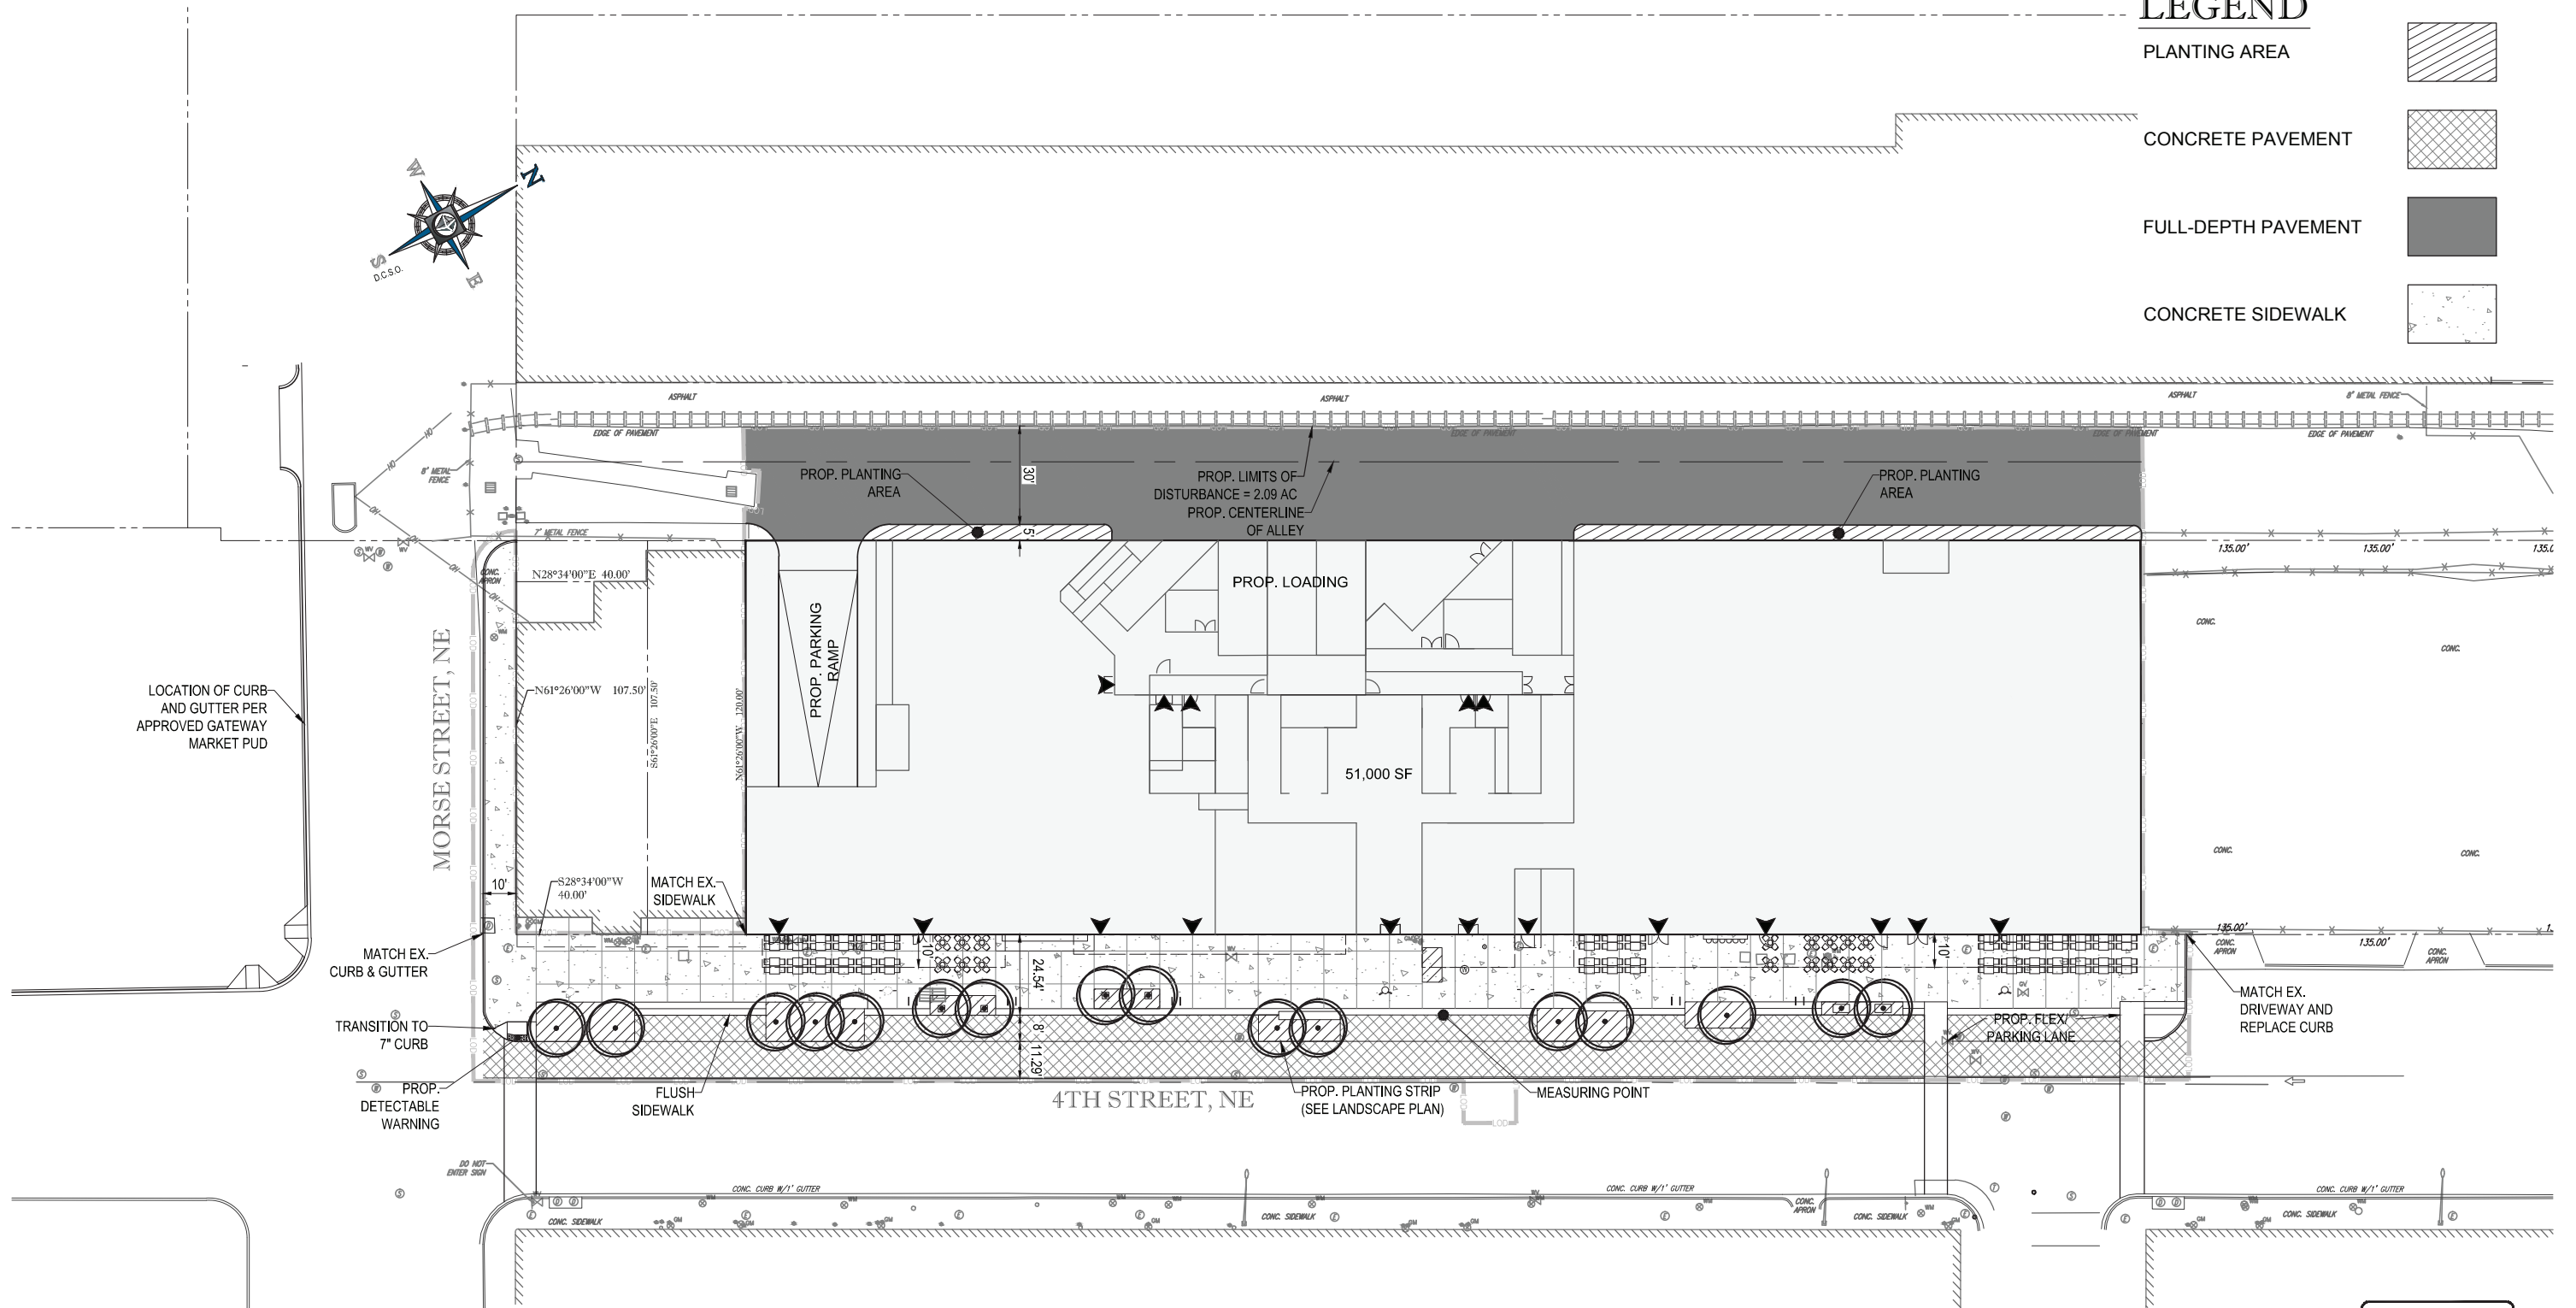 LEGEND
PLANTING AREA
CONCRETE PAVEMENT
FULL-DEPTH PAVEMENT
CONCRETE SIDEWALK
W
N
S
E
D.C.S.O.
ASPHALT
ASPHALT
ASPHALT
8' METAL FENCE
EDGE OF PAVEMENT
EDGE OF PAVEMENT
EDGE OF PAVEMENT
EDGE OF PAVEMENT
8' METAL
FENCE
PROP. PLANTING
AREA
30'
5'
PROP. LIMITS OF
DISTURBANCE = 2.09 AC
PROP. CENTERLINE
OF ALLEY
PROP. PLANTING
AREA
7' METAL FENCE
135.00'
135.00'
135.0
CONC.
APRON
N28°34'00"E 40.00'
PROP. LOADING
PROP. PARKING
RAMP
CONC.
CONC.
MORSE STREET, NE
LOCATION OF CURB
AND GUTTER PER
APPROVED GATEWAY
MARKET PUD
N61°26'00"W 107.50'
S61°26'00"E 107.50'
N61°26'00"W 120.00'
51,000 SF
CONC.
CONC.
10'
S28°34'00"W
40.00'
MATCH EX.
SIDEWALK
MATCH EX.
CURB & GUTTER
10'
24.54'
10'
135.00'
CONC.
APRON
135.00'
CONC.
APRON
TRANSITION TO
7" CURB
8'
11.29'
PROP. FLEX/
PARKING LANE
MATCH EX.
DRIVEWAY AND
REPLACE CURB
PROP.
DETECTABLE
WARNING
FLUSH
SIDEWALK
4TH STREET, NE
PROP. PLANTING STRIP
(SEE LANDSCAPE PLAN)
MEASURING POINT
LOD
DO NOT
ENTER SIGN
CONC. CURB W/1' GUTTER
CONC. CURB W/1' GUTTER
CONC. CURB W/1' GUTTER
CONC. SIDEWALK
CONC. SIDEWALK
CONC.
APRON
CONC. SIDEWALK
CONC. SIDEWALK